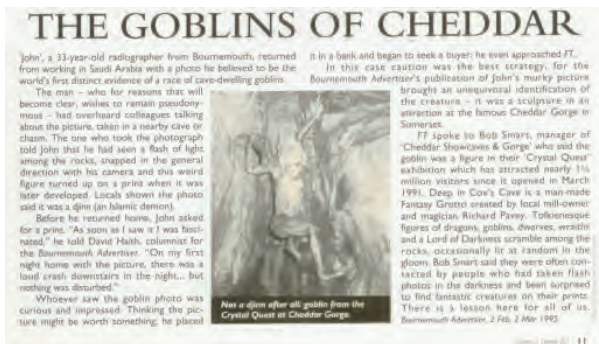 THE GOBLINS OF CHEDDAR
'John', a 33-year-old radiographer from Bournemouth, returned
from working in Saudi Arabia with a photo he believed to be the
world's first distinct evidence of a race of cave-dwelling goblins.
The man – who for reasons that will
become clear, wishes to remain pseudony-
mous – had overheard colleagues talking
about the picture, taken in a nearby cave or
chasm. The one who took the photograph
told John that he had seen a flash of light
among the rocks, snapped in the general
direction with his camera and this weird
figure turned up on a print when it was
later developed. Locals shown the photo
said it was a djinn (an Islamic demon).
Before he returned home, John asked
for a print. "As soon as I saw it I was fasci-
nated," he told David Haith, columnist for
the Bournemouth Advertiser. "On my first
night home with the picture, there was a
loud crash downstairs in the night... but
nothing was disturbed."
Whoever saw the goblin photo was
curious and impressed. Thinking the pic-
ture might be worth something, he placed
Not a djinn after all: goblin from the
Crystal Quest at Cheddar Gorge.
it in a bank and began to seek a buyer; he even approached FT.
In this case caution was the best strategy, for the
Bournemouth Advertiser's publication of John's murky picture
brought an unequivocal identification of
the creature – it was a sculpture in an
attraction at the famous Cheddar Gorge in
Somerset.
FT spoke to Bob Smart, manager of
'Cheddar Showcaves & Gorge' who said the
goblin was a figure in their 'Crystal Quest'
exhibition which has attracted nearly 1½
million visitors since it opened in March
1991. Deep in Cox's Cave is a man-made
Fantasy Grotto created by local mill-owner
and magician Richard Pavey. Tolkienesque
figures of dragons, goblins, dwarves, wraiths
and a Lord of Darkness scramble among the
rocks, occasionally lit at random in the
gloom. Bob Smart said they were often con-
tacted by people who had taken flash
photos in the darkness and been surprised
to find fantastic creatures on their prints.
There is a lesson here for all of us.
Bournemouth Advertiser, 2 Feb, 2 Mar 1995.
11